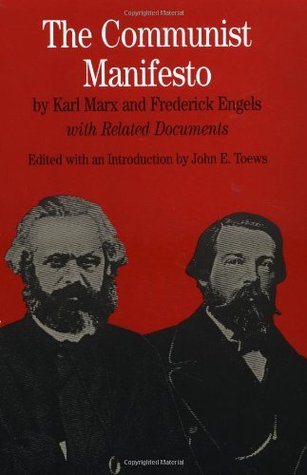 The Communist
Manifesto
by Karl Marx and Frederick Engels
with Related Documents
Edited with an Introduction by John E. Toews